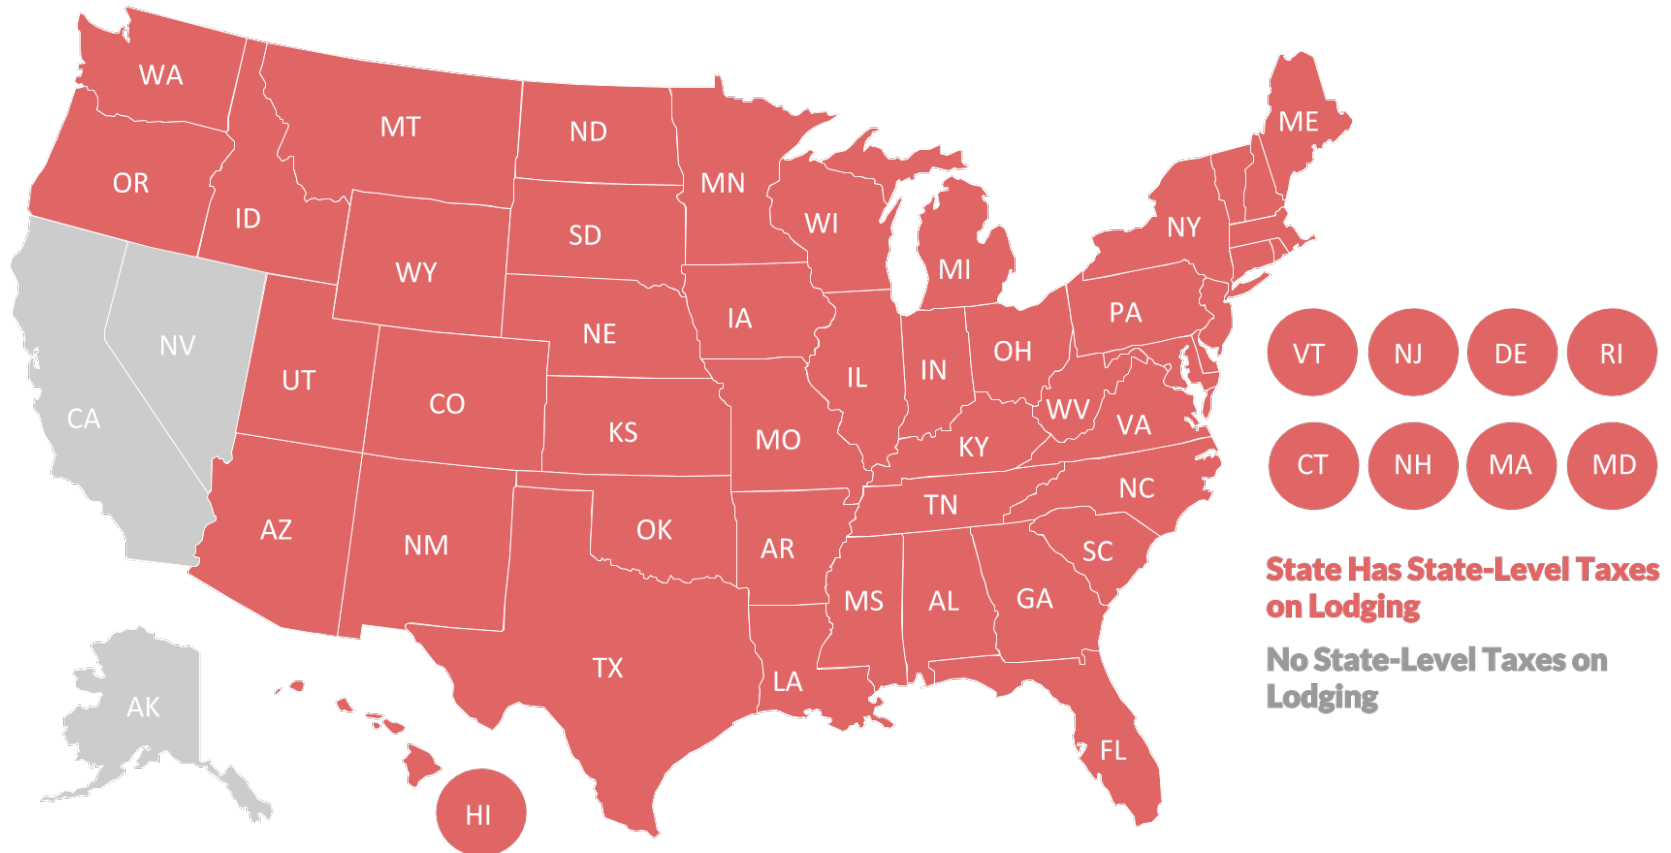 WA
MT
ND
MN
ME
OR
ID
SD
WI
NY
WY
MI
IA
PA
NE
NV
UT
CO
IL
IN
OH
VT
NJ
DE
RI
CA
KS
MO
WV
VA
KY
CT
NH
MA
MD
AZ
NM
OK
AR
TN
NC
SC
MS
AL
GA
State Has State-Level Taxes
on Lodging
TX
LA
No State-Level Taxes on
Lodging
AK
FL
HI